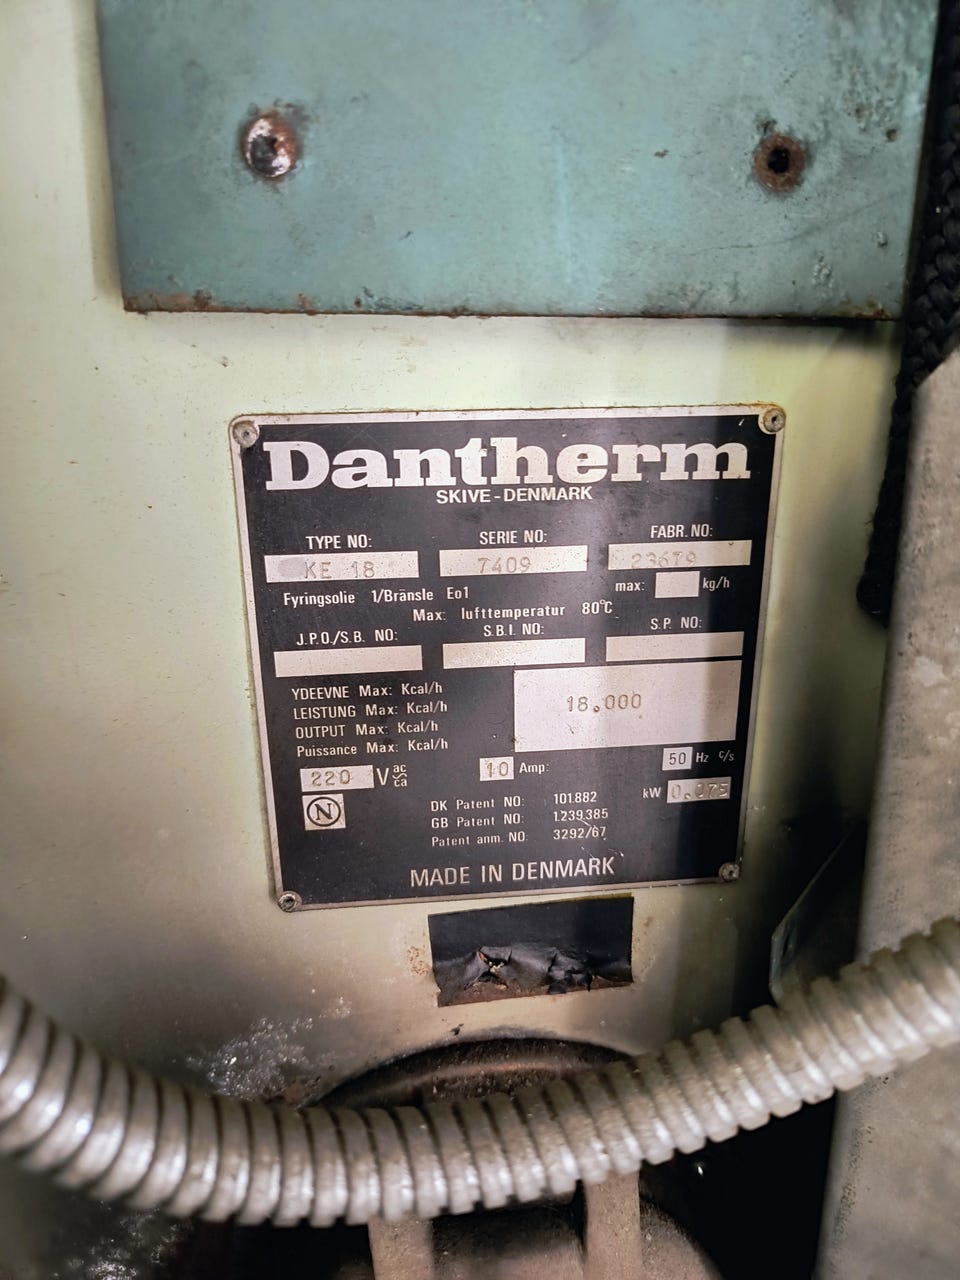 Dantherm
SKIVE-DENMARK
TYPE NO: SERIE NO: FABR. NO:
KE 18 7409 23679
Fyringsolie 1/Bränsle Eo1 max: kg/h
Max: lufttemperatur 80°C
J.P.O./S.B. NO: S.B.I. NO: S.P. NO:
YDEEVNE Max: Kcal/h
LEISTUNG Max: Kcal/h 18.000
OUTPUT Max: Kcal/h
Puissance Max: Kcal/h
220 V ac ca 10 Amp: 50 Hz c/s
N
kW 0.075
DK Patent NO: 101.882
GB Patent NO: 1.239.385
Patent anm. NO: 3292/67
MADE IN DENMARK